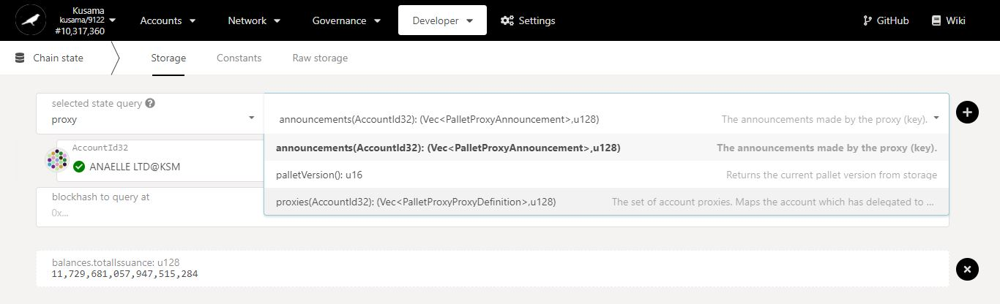 Kusama
kusama/9122
#10,317,360
Accounts
Network
Governance
Developer
Settings
GitHub
Wiki
Chain state
Storage
Constants
Raw storage
selected state query ?
proxy
announcements(AccountId32): (Vec<PalletProxyAnnouncement>,u128) The announcements made by the proxy (key).
announcements(AccountId32): (Vec<PalletProxyAnnouncement>,u128) The announcements made by the proxy (key).
palletVersion(): u16 Returns the current pallet version from storage
proxies(AccountId32): (Vec<PalletProxyProxyDefinition>,u128) The set of account proxies. Maps the account which has delegated to ...
AccountId32
ANAELLE LTD@KSM
blockhash to query at
0x...
balances.totalIssuance: u128
11,729,681,057,947,515,284